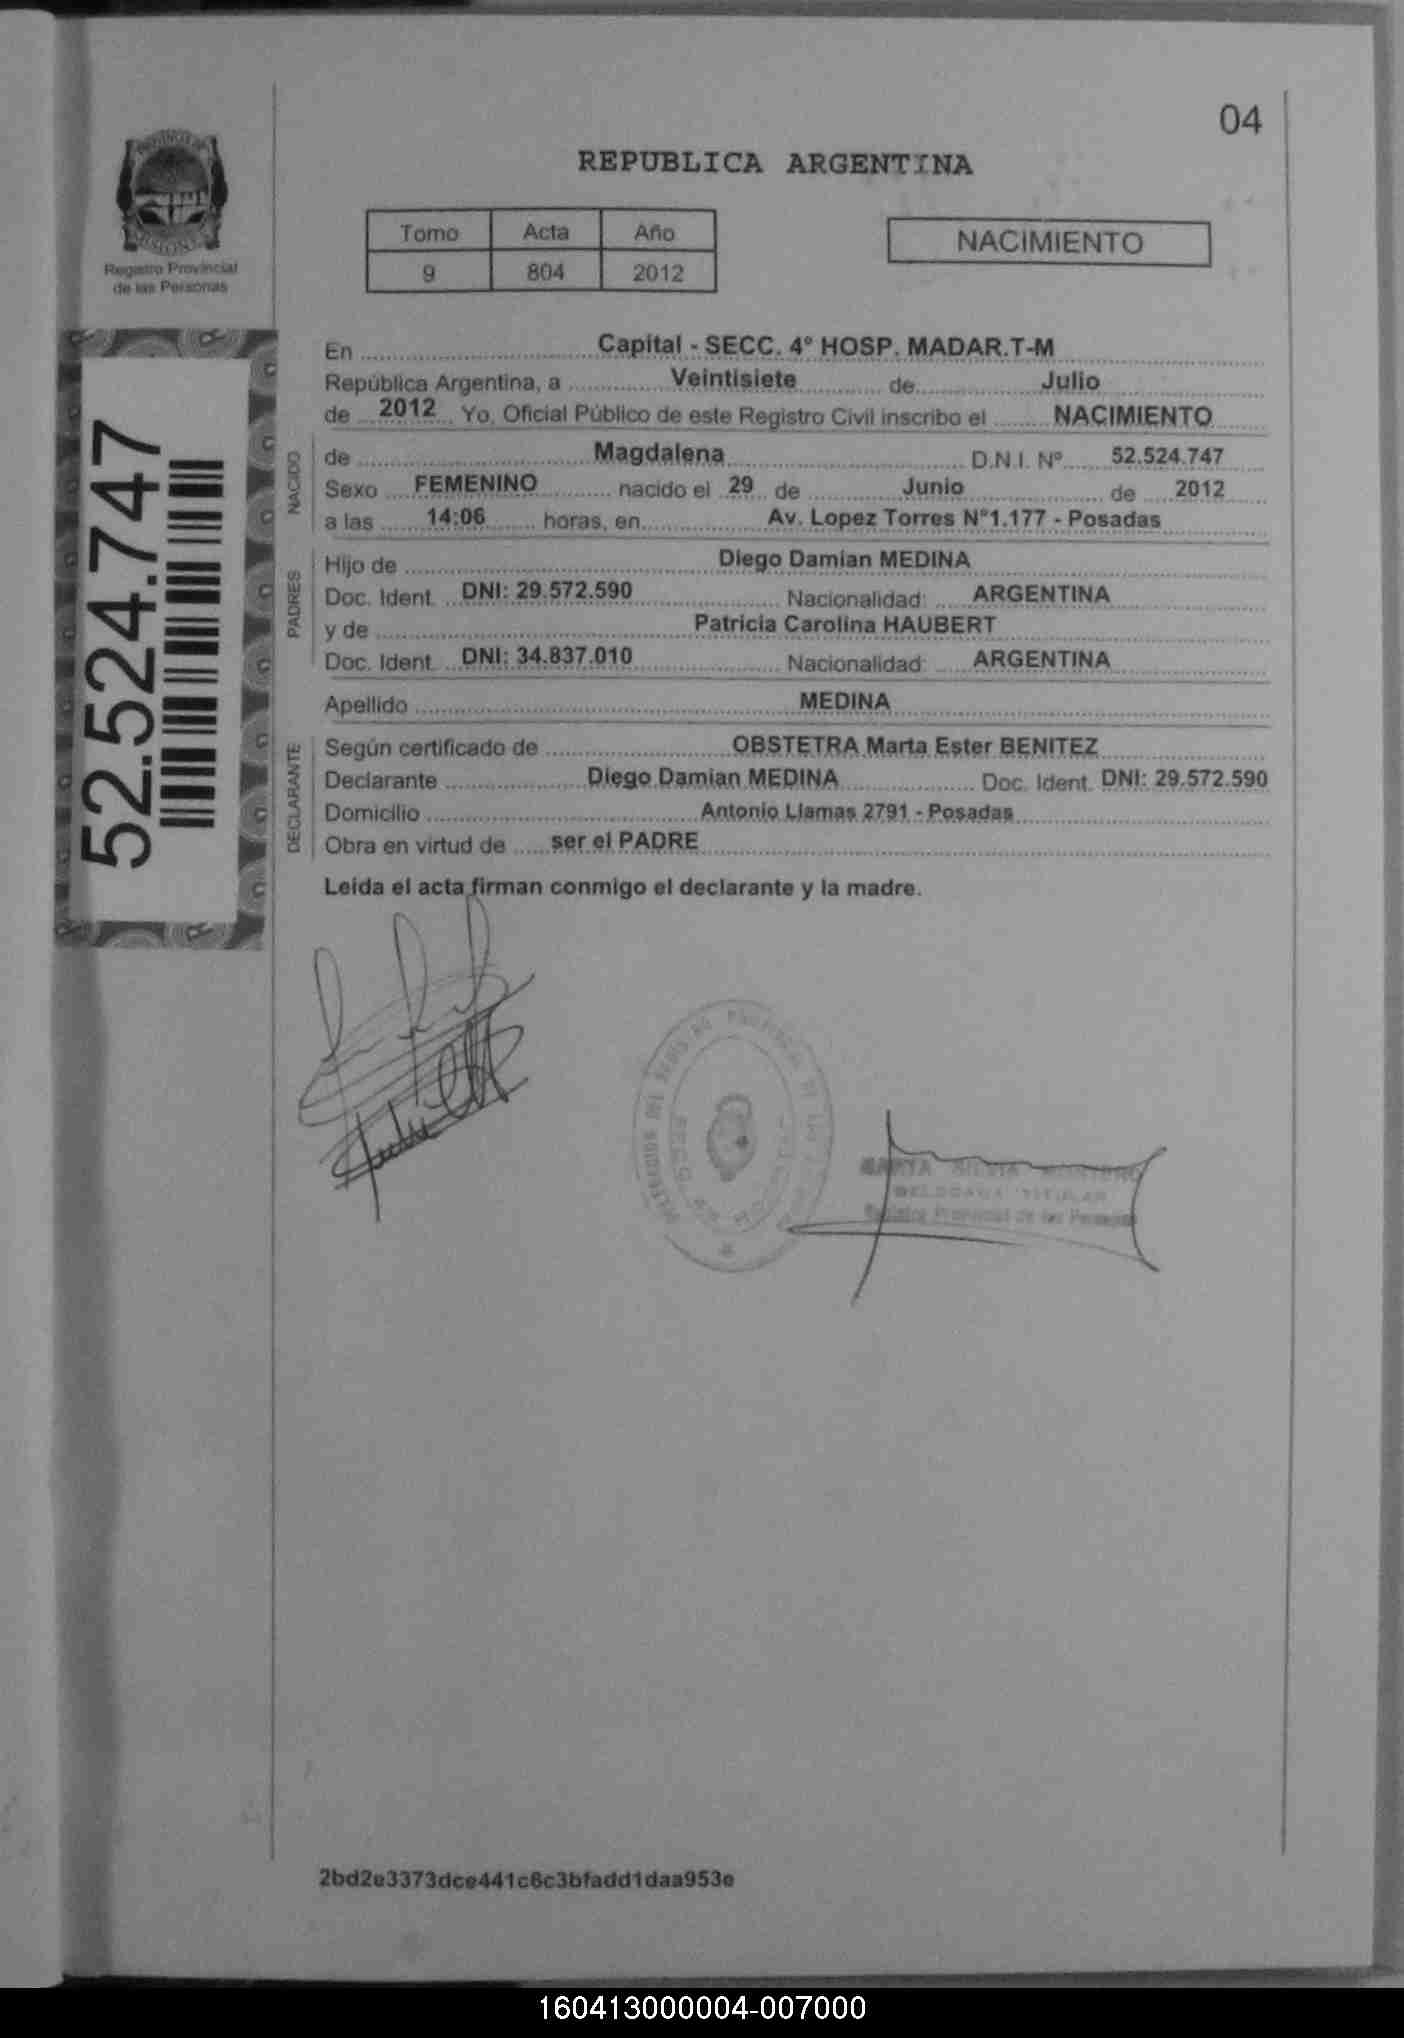 04
REPUBLICA ARGENTINA
Registro Provincial
de las Personas
Tomo Acta Año
9 804 2012
NACIMIENTO
52.524.747
En Capital - SECC. 4° HOSP. MADAR.T-M
República Argentina, a Veintisiete de Julio
de 2012 Yo, Oficial Público de este Registro Civil inscribo el NACIMIENTO
NACIDO
de Magdalena D.N.I. Nº 52.524.747
Sexo FEMENINO nacido el 29 de Junio de 2012
a las 14:06 horas, en Av. Lopez Torres N°1.177 - Posadas
PADRES
Hijo de Diego Damian MEDINA
Doc. Ident. DNI: 29.572.590 Nacionalidad: ARGENTINA
y de Patricia Carolina HAUBERT
Doc. Ident. DNI: 34.837.010 Nacionalidad: ARGENTINA
Apellido MEDINA
DECLARANTE
Según certificado de OBSTETRA Marta Ester BENITEZ
Declarante Diego Damian MEDINA Doc. Ident. DNI: 29.572.590
Domicilio Antonio Llamas 2791 - Posadas
Obra en virtud de ser el PADRE
Leida el acta firman conmigo el declarante y la madre.
SILVIA
TITULAR
Registro Provincial de las Personas
2bd2e3373dce441c6c3bfadd1daa953e
160413000004-007000